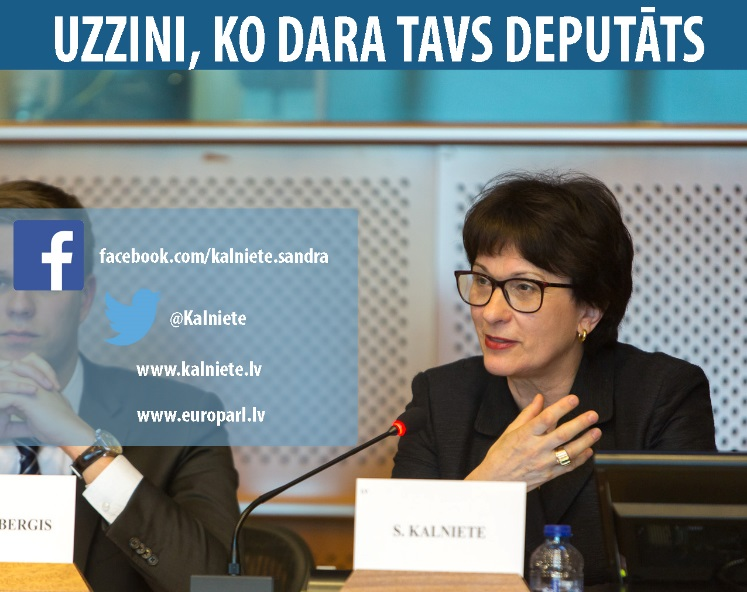 UZZINI, KO DARA TAVS DEPUTĀTS
facebook.com/kalniete.sandra
@Kalniete
www.kalniete.lv
www.europarl.lv
BERGIS
S. KALNIETE